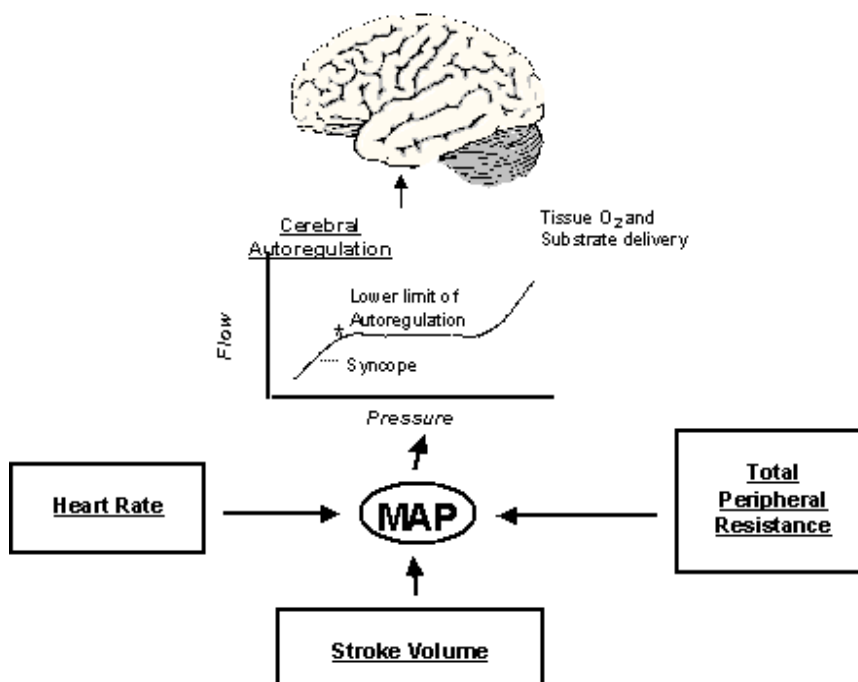 Cerebral
Autoregulation
Tissue O2 and
Substrate delivery
Lower limit of
Autoregulation
*
Syncope
Flow
Pressure
Heart Rate
MAP
Total
Peripheral
Resistance
Stroke Volume